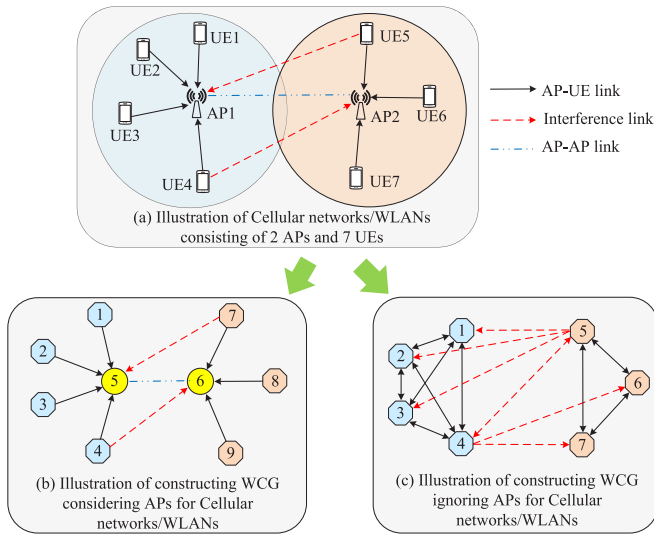 UE1
UE5
UE2
AP-UE link
AP1
AP2
Interference link
UE3
UE6
AP-AP link
UE4
UE7
(a) Illustration of Cellular networks/WLANs
consisting of 2 APs and 7 UEs
1
7
2
5
6
8
3
4
9
(b) Illustration of constructing WCG
considering APs for Cellular
networks/WLANs
1
5
2
6
3
4
7
(c) Illustration of constructing WCG
ignoring APs for Cellular
networks/WLANs